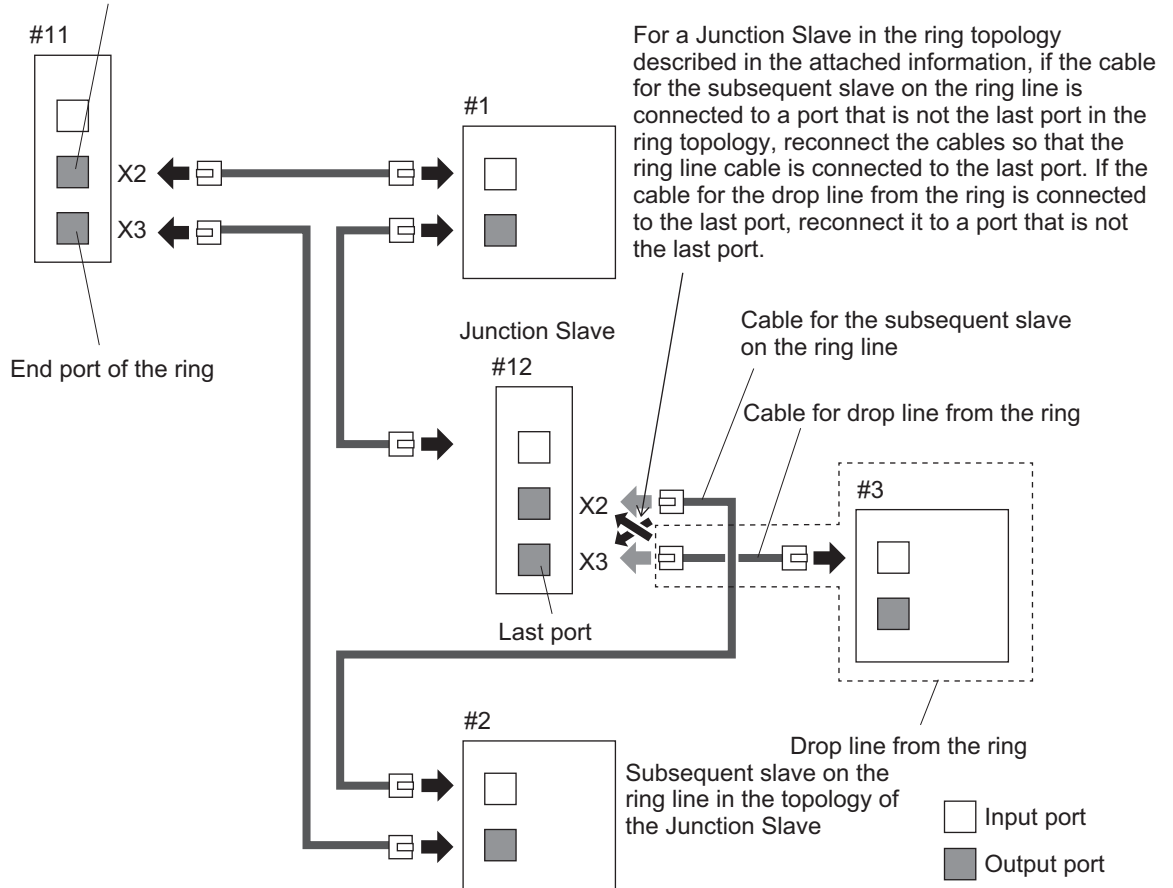 #11
X2
X3
End port of the ring
#1
For a Junction Slave in the ring topology
described in the attached information, if the cable
for the subsequent slave on the ring line is
connected to a port that is not the last port in the
ring topology, reconnect the cables so that the
ring line cable is connected to the last port. If the
cable for the drop line from the ring is connected
to the last port, reconnect it to a port that is not
the last port.
Junction Slave
#12
X2
X3
Last port
Cable for the subsequent slave
on the ring line
Cable for drop line from the ring
#3
Drop line from the ring
#2
Subsequent slave on the
ring line in the topology of
the Junction Slave
Input port
Output port